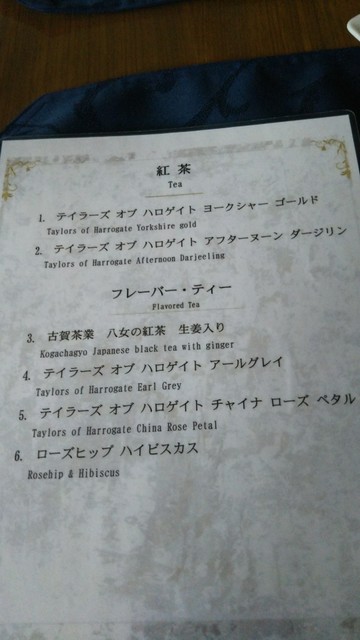 紅茶
Tea
1. テイラーズ オブ ハロゲイト ヨークシャー ゴールド
Taylors of Harrogate Yorkshire gold
2. テイラーズ オブ ハロゲイト アフターヌーン ダージリン
Taylors of Harrogate Afternoon Darjeeling
フレーバー・ティー
Flavored Tea
3. 古賀茶業 八女の紅茶 生姜入り
Kogachagyo Japanese black tea with ginger
4. テイラーズ オブ ハロゲイト アールグレイ
Taylors of Harrogate Earl Grey
5. テイラーズ オブ ハロゲイト チャイナ ローズ ペタル
Taylors of Harrogate China Rose Petal
6. ローズヒップ ハイビスカス
Rosehip & Hibiscus